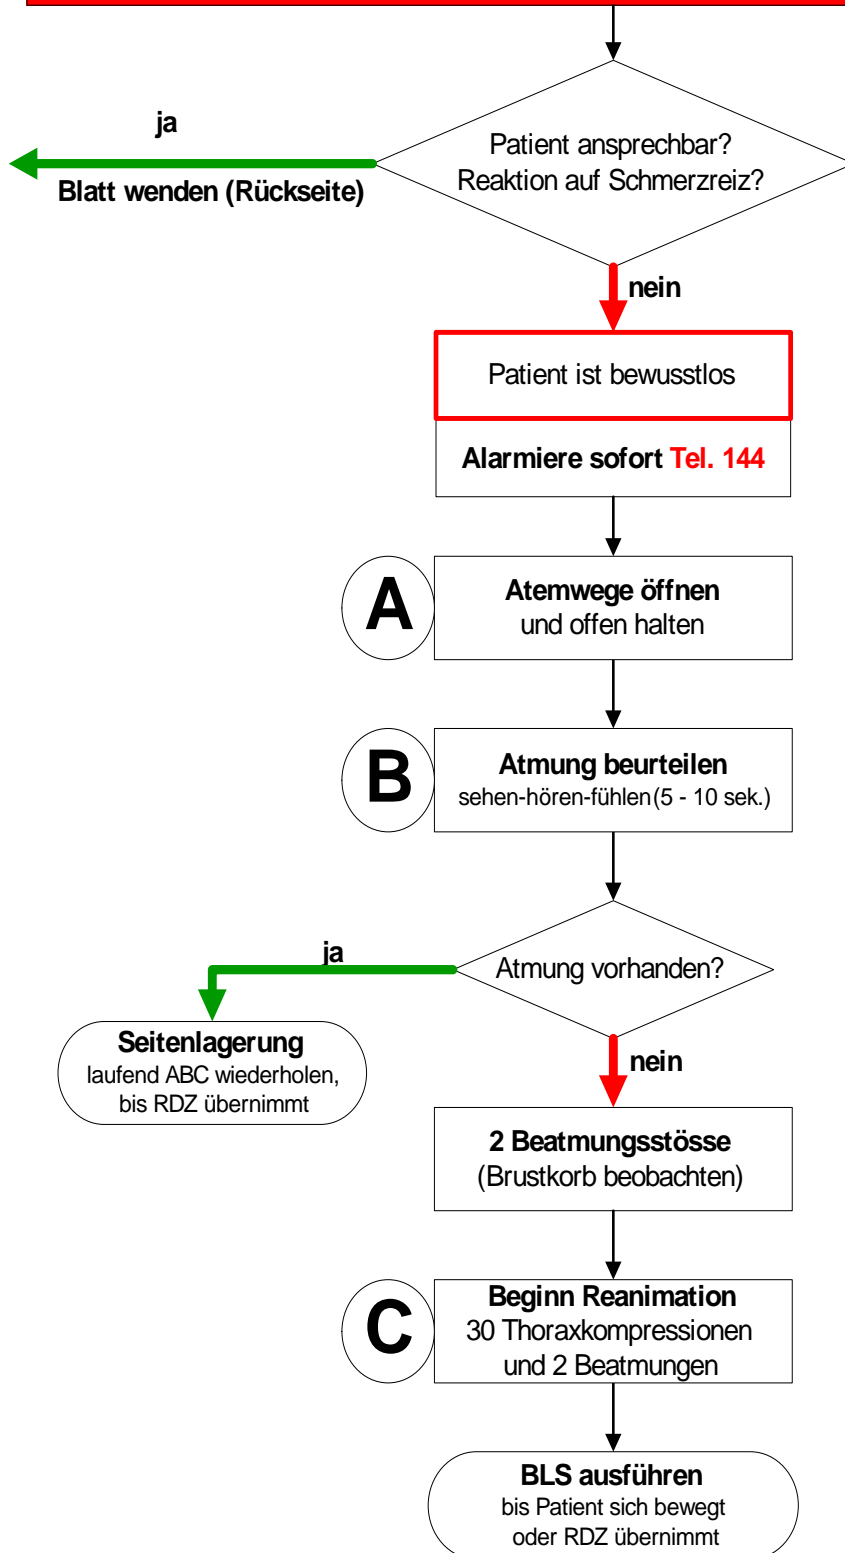 Patient ansprechbar?
Reaktion auf Schmerzreiz?
ja
Blatt wenden (Rückseite)
nein
Patient ist bewusstlos
Alarmiere sofort Tel. 144
A
Atemwege öffnen
und offen halten
B
Atmung beurteilen
sehen-hören-fühlen (5 - 10 sek.)
Atmung vorhanden?
ja
Seitenlagerung
laufend ABC wiederholen,
bis RDZ übernimmt
nein
2 Beatmungsstösse
(Brustkorb beobachten)
C
Beginn Reanimation
30 Thoraxkompressionen
und 2 Beatmungen
BLS ausführen
bis Patient sich bewegt
oder RDZ übernimmt